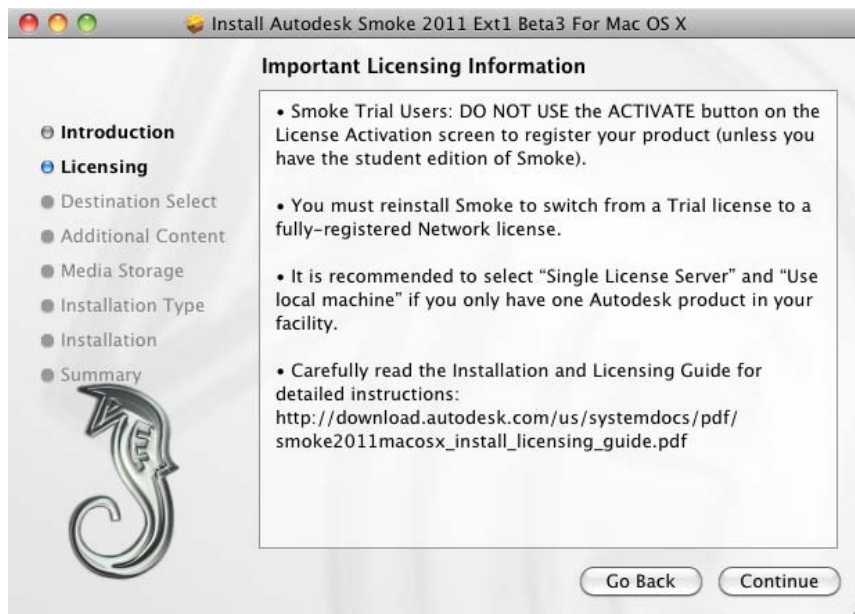 Install Autodesk Smoke 2011 Ext1 Beta3 For Mac OS X
Important Licensing Information
Introduction
Licensing
Destination Select
Additional Content
Media Storage
Installation Type
Installation
Summary
• Smoke Trial Users: DO NOT USE the ACTIVATE button on the
License Activation screen to register your product (unless you
have the student edition of Smoke).
• You must reinstall Smoke to switch from a Trial license to a
fully-registered Network license.
• It is recommended to select “Single License Server” and “Use
local machine” if you only have one Autodesk product in your
facility.
• Carefully read the Installation and Licensing Guide for
detailed instructions:
http://download.autodesk.com/us/systemdocs/pdf/
smoke2011macosx_install_licensing_guide.pdf
Go Back
Continue